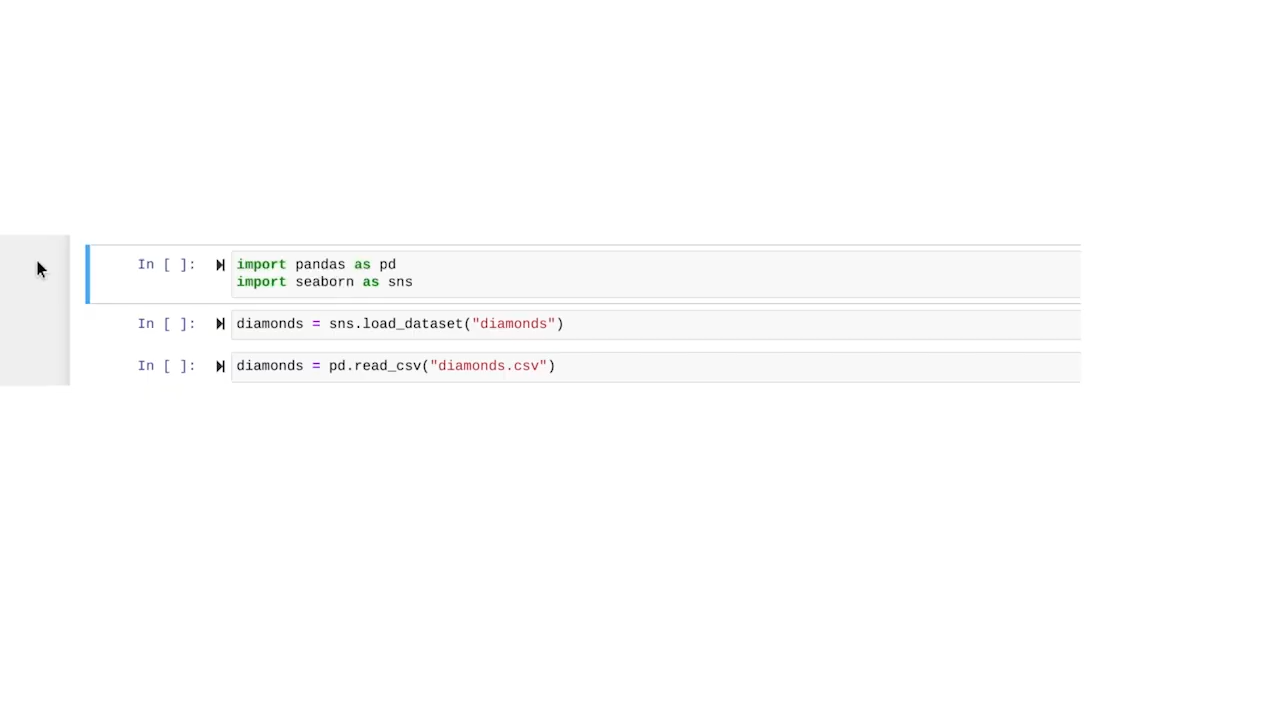 In [ ]: import pandas as pd
import seaborn as sns
In [ ]: diamonds = sns.load_dataset("diamonds")
In [ ]: diamonds = pd.read_csv("diamonds.csv")